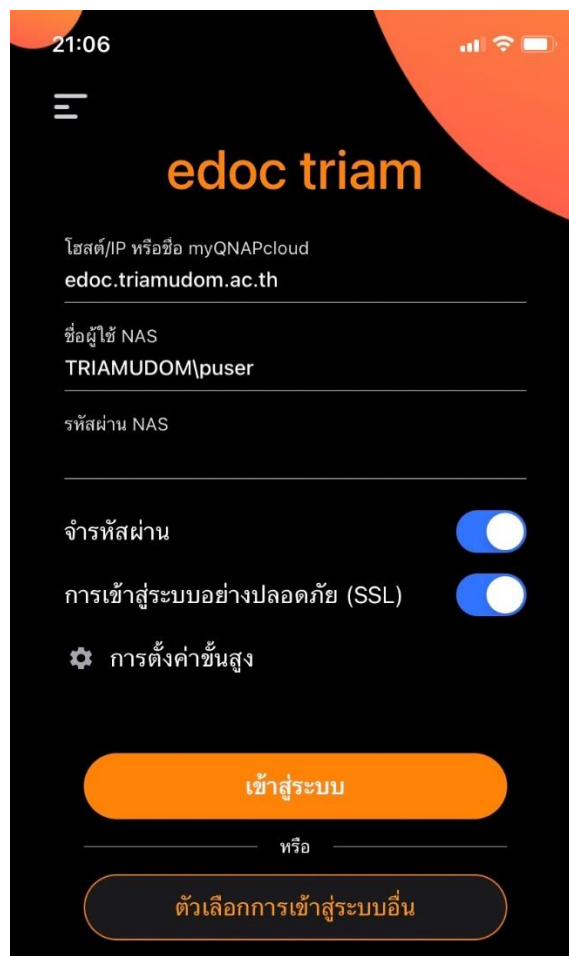 21:06
edoc triam
โฮสต์/IP หรือชื่อ myQNAPcloud
edoc.triamudom.ac.th
ชื่อผู้ใช้ NAS
TRIAMUDOM\puser
รหัสผ่าน NAS
จำรหัสผ่าน
การเข้าสู่ระบบอย่างปลอดภัย (SSL)
การตั้งค่าขั้นสูง
เข้าสู่ระบบ
หรือ
ตัวเลือกการเข้าสู่ระบบอื่น